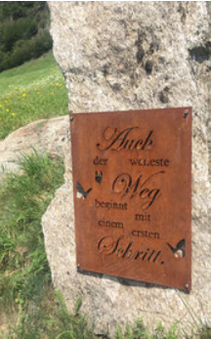 Auch
der weiteste
Weg
beginnt
mit
einem ersten
Schritt.